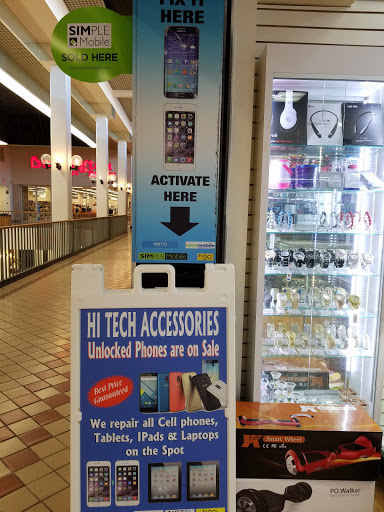 FIX IT
HERE
SIMPLE
Mobile
SOLD HERE
ACTIVATE
HERE
SIMPLE Mobile
HI TECH ACCESSORIES
Unlocked Phones are on Sale
Best Price
Guaranteed
We repair all Cell phones,
Tablets, IPads & Laptops
on the Spot
Smart Wheel
PO.Walker